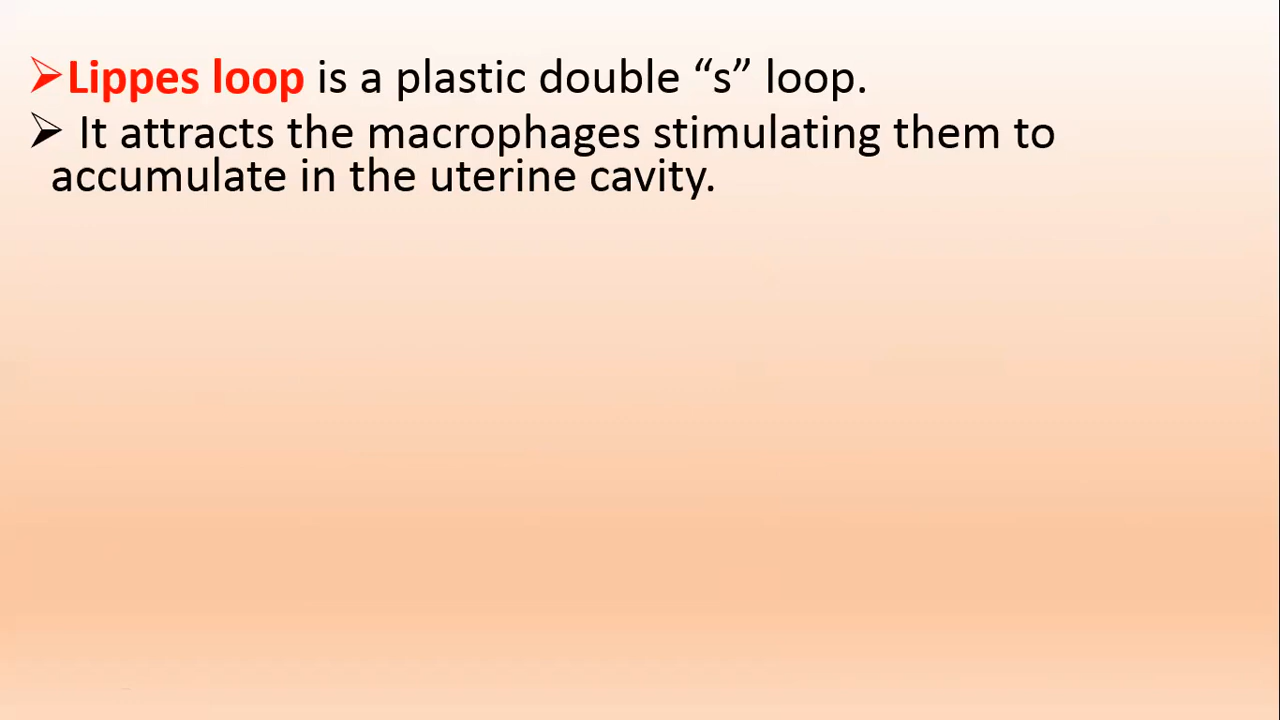 ➢Lippes loop is a plastic double “s” loop.
➢ It attracts the macrophages stimulating them to
accumulate in the uterine cavity.